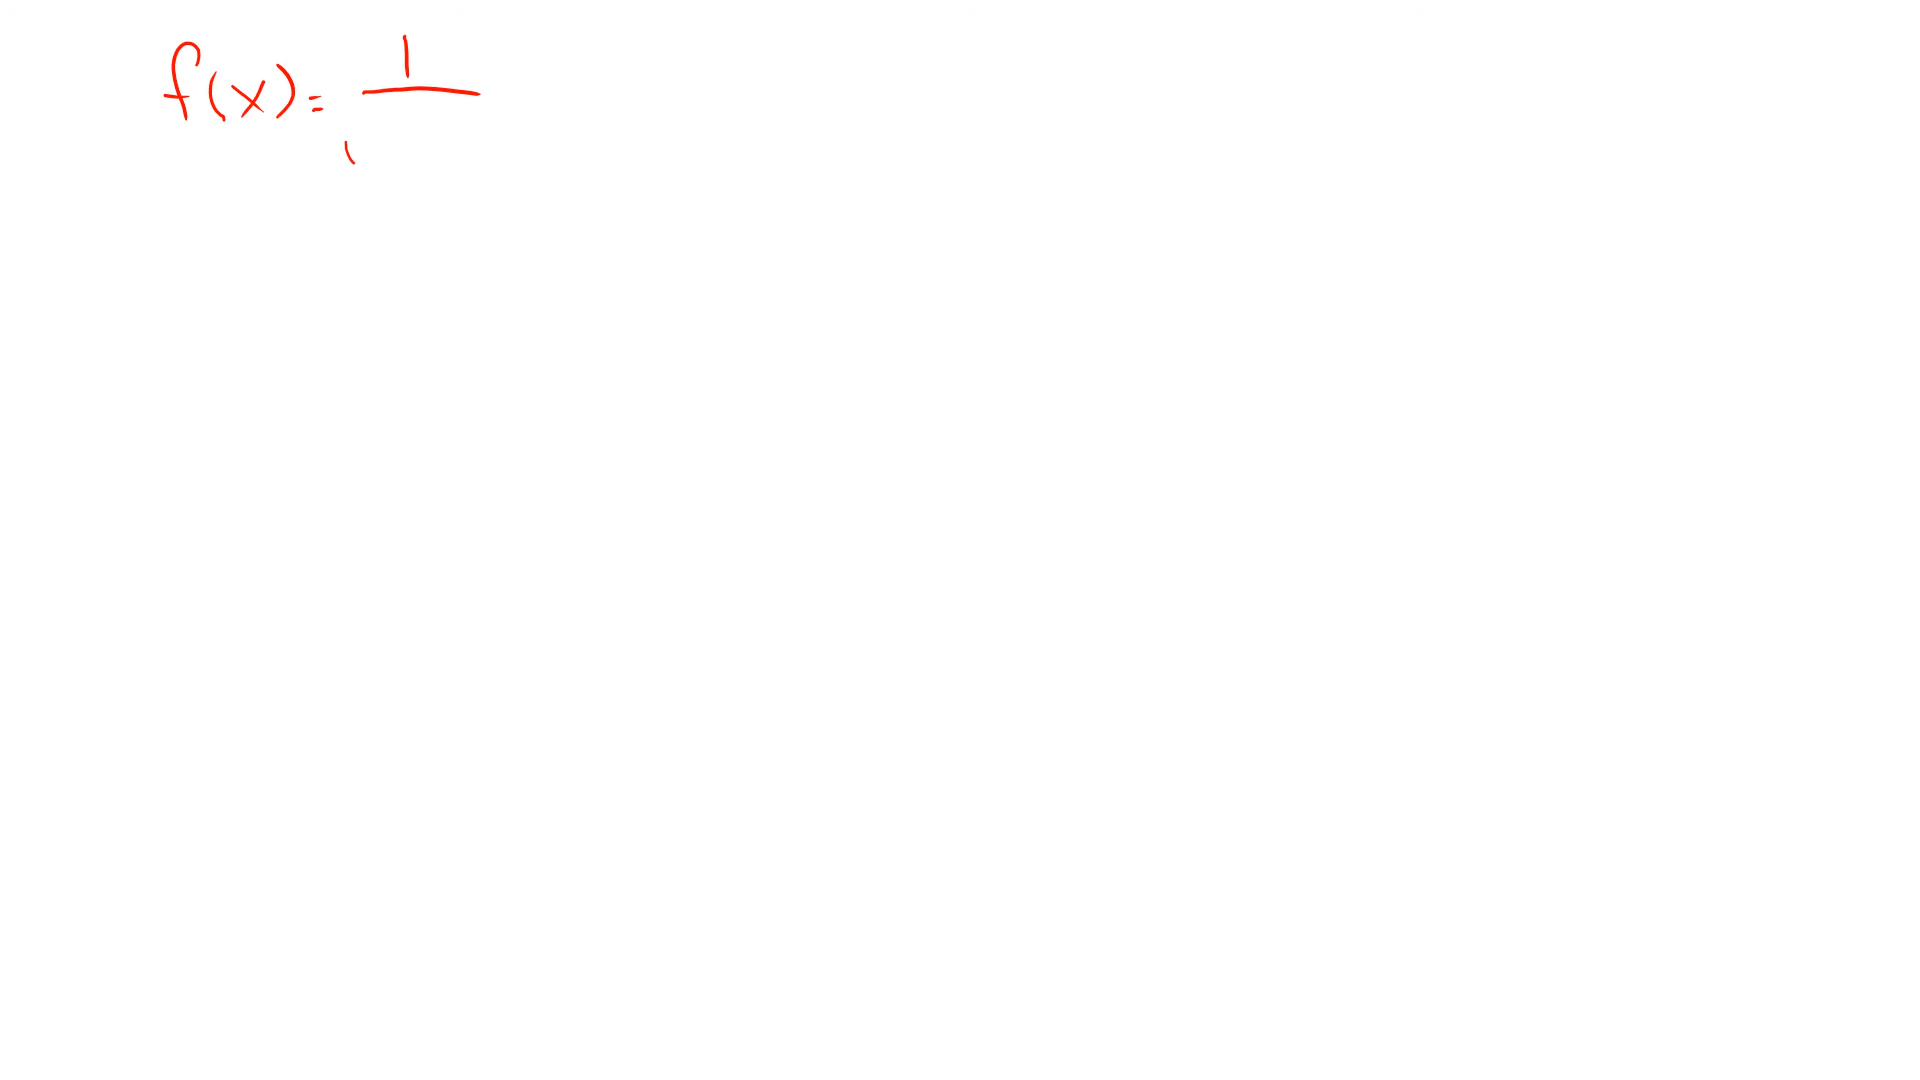 f(x)= 1/(